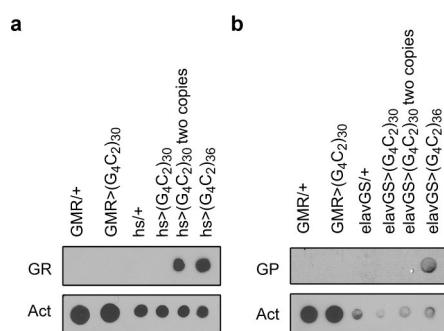 a
GMR/+
GMR>(G₄C₂)₃₀
hs/+
hs>(G₄C₂)₃₀
hs>(G₄C₂)₃₀ two copies
hs>(G₄C₂)₃₆
GR
Act
b
GMR/+
GMR>(G₄C₂)₃₀
elavGS/+
elavGS>(G₄C₂)₃₀
elavGS>(G₄C₂)₃₀ two copies
elavGS>(G₄C₂)₃₆
GP
Act